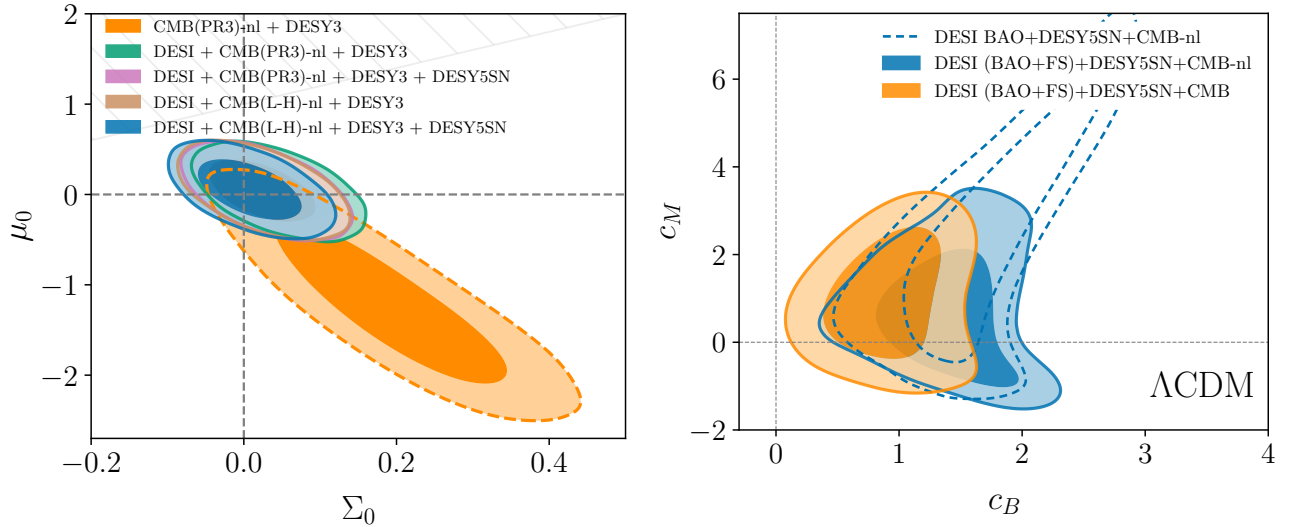 2
1
0
−1
−2
μ₀
−0.2
0.0
0.2
0.4
Σ₀
CMB(PR3)-nl + DESY3
DESI + CMB(PR3)-nl + DESY3
DESI + CMB(PR3)-nl + DESY3 + DESY5SN
DESI + CMB(L-H)-nl + DESY3
DESI + CMB(L-H)-nl + DESY3 + DESY5SN
6
4
2
0
−2
c_M
0
1
2
3
4
c_B
DESI BAO+DESY5SN+CMB-nl
DESI (BAO+FS)+DESY5SN+CMB-nl
DESI (BAO+FS)+DESY5SN+CMB
ΛCDM